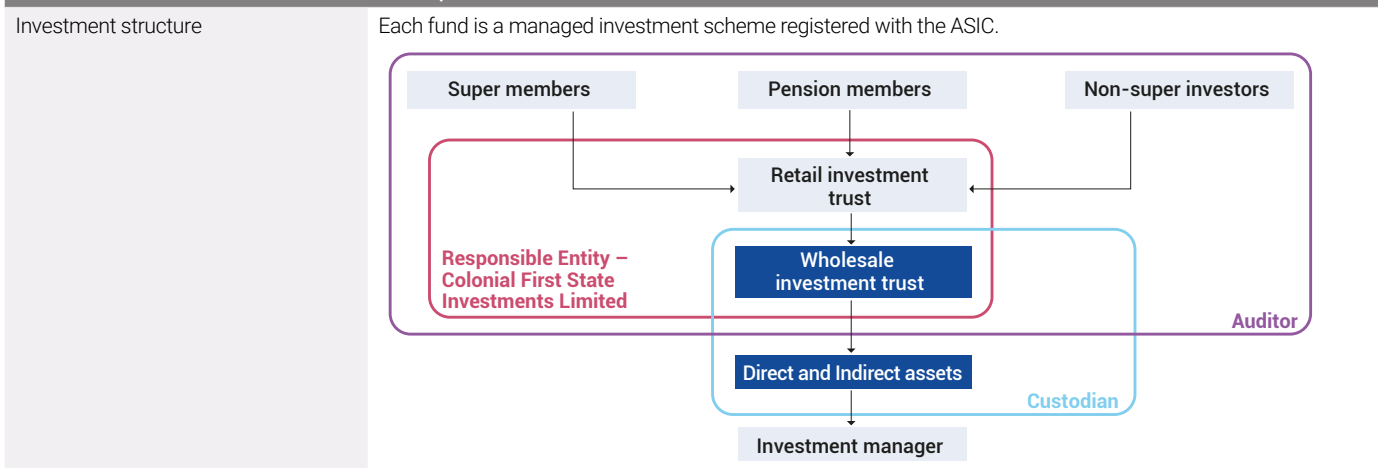 Investment structure
Each fund is a managed investment scheme registered with the ASIC.
Super members
Pension members
Non-super investors
Retail investment
trust
Responsible Entity –
Colonial First State
Investments Limited
Wholesale
investment trust
Auditor
Direct and Indirect assets
Custodian
Investment manager